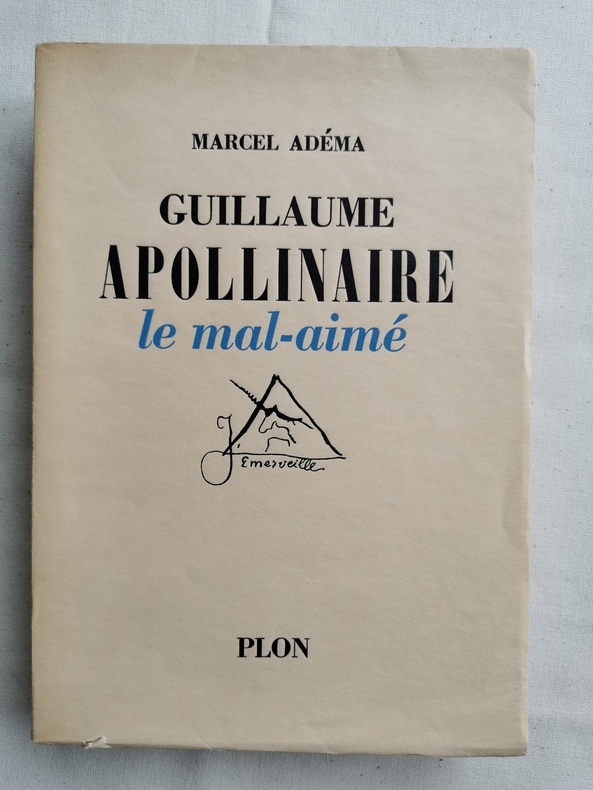 MARCEL ADÉMA
GUILLAUME
APOLLINAIRE
le mal-aimé
J'Emerveille
PLON